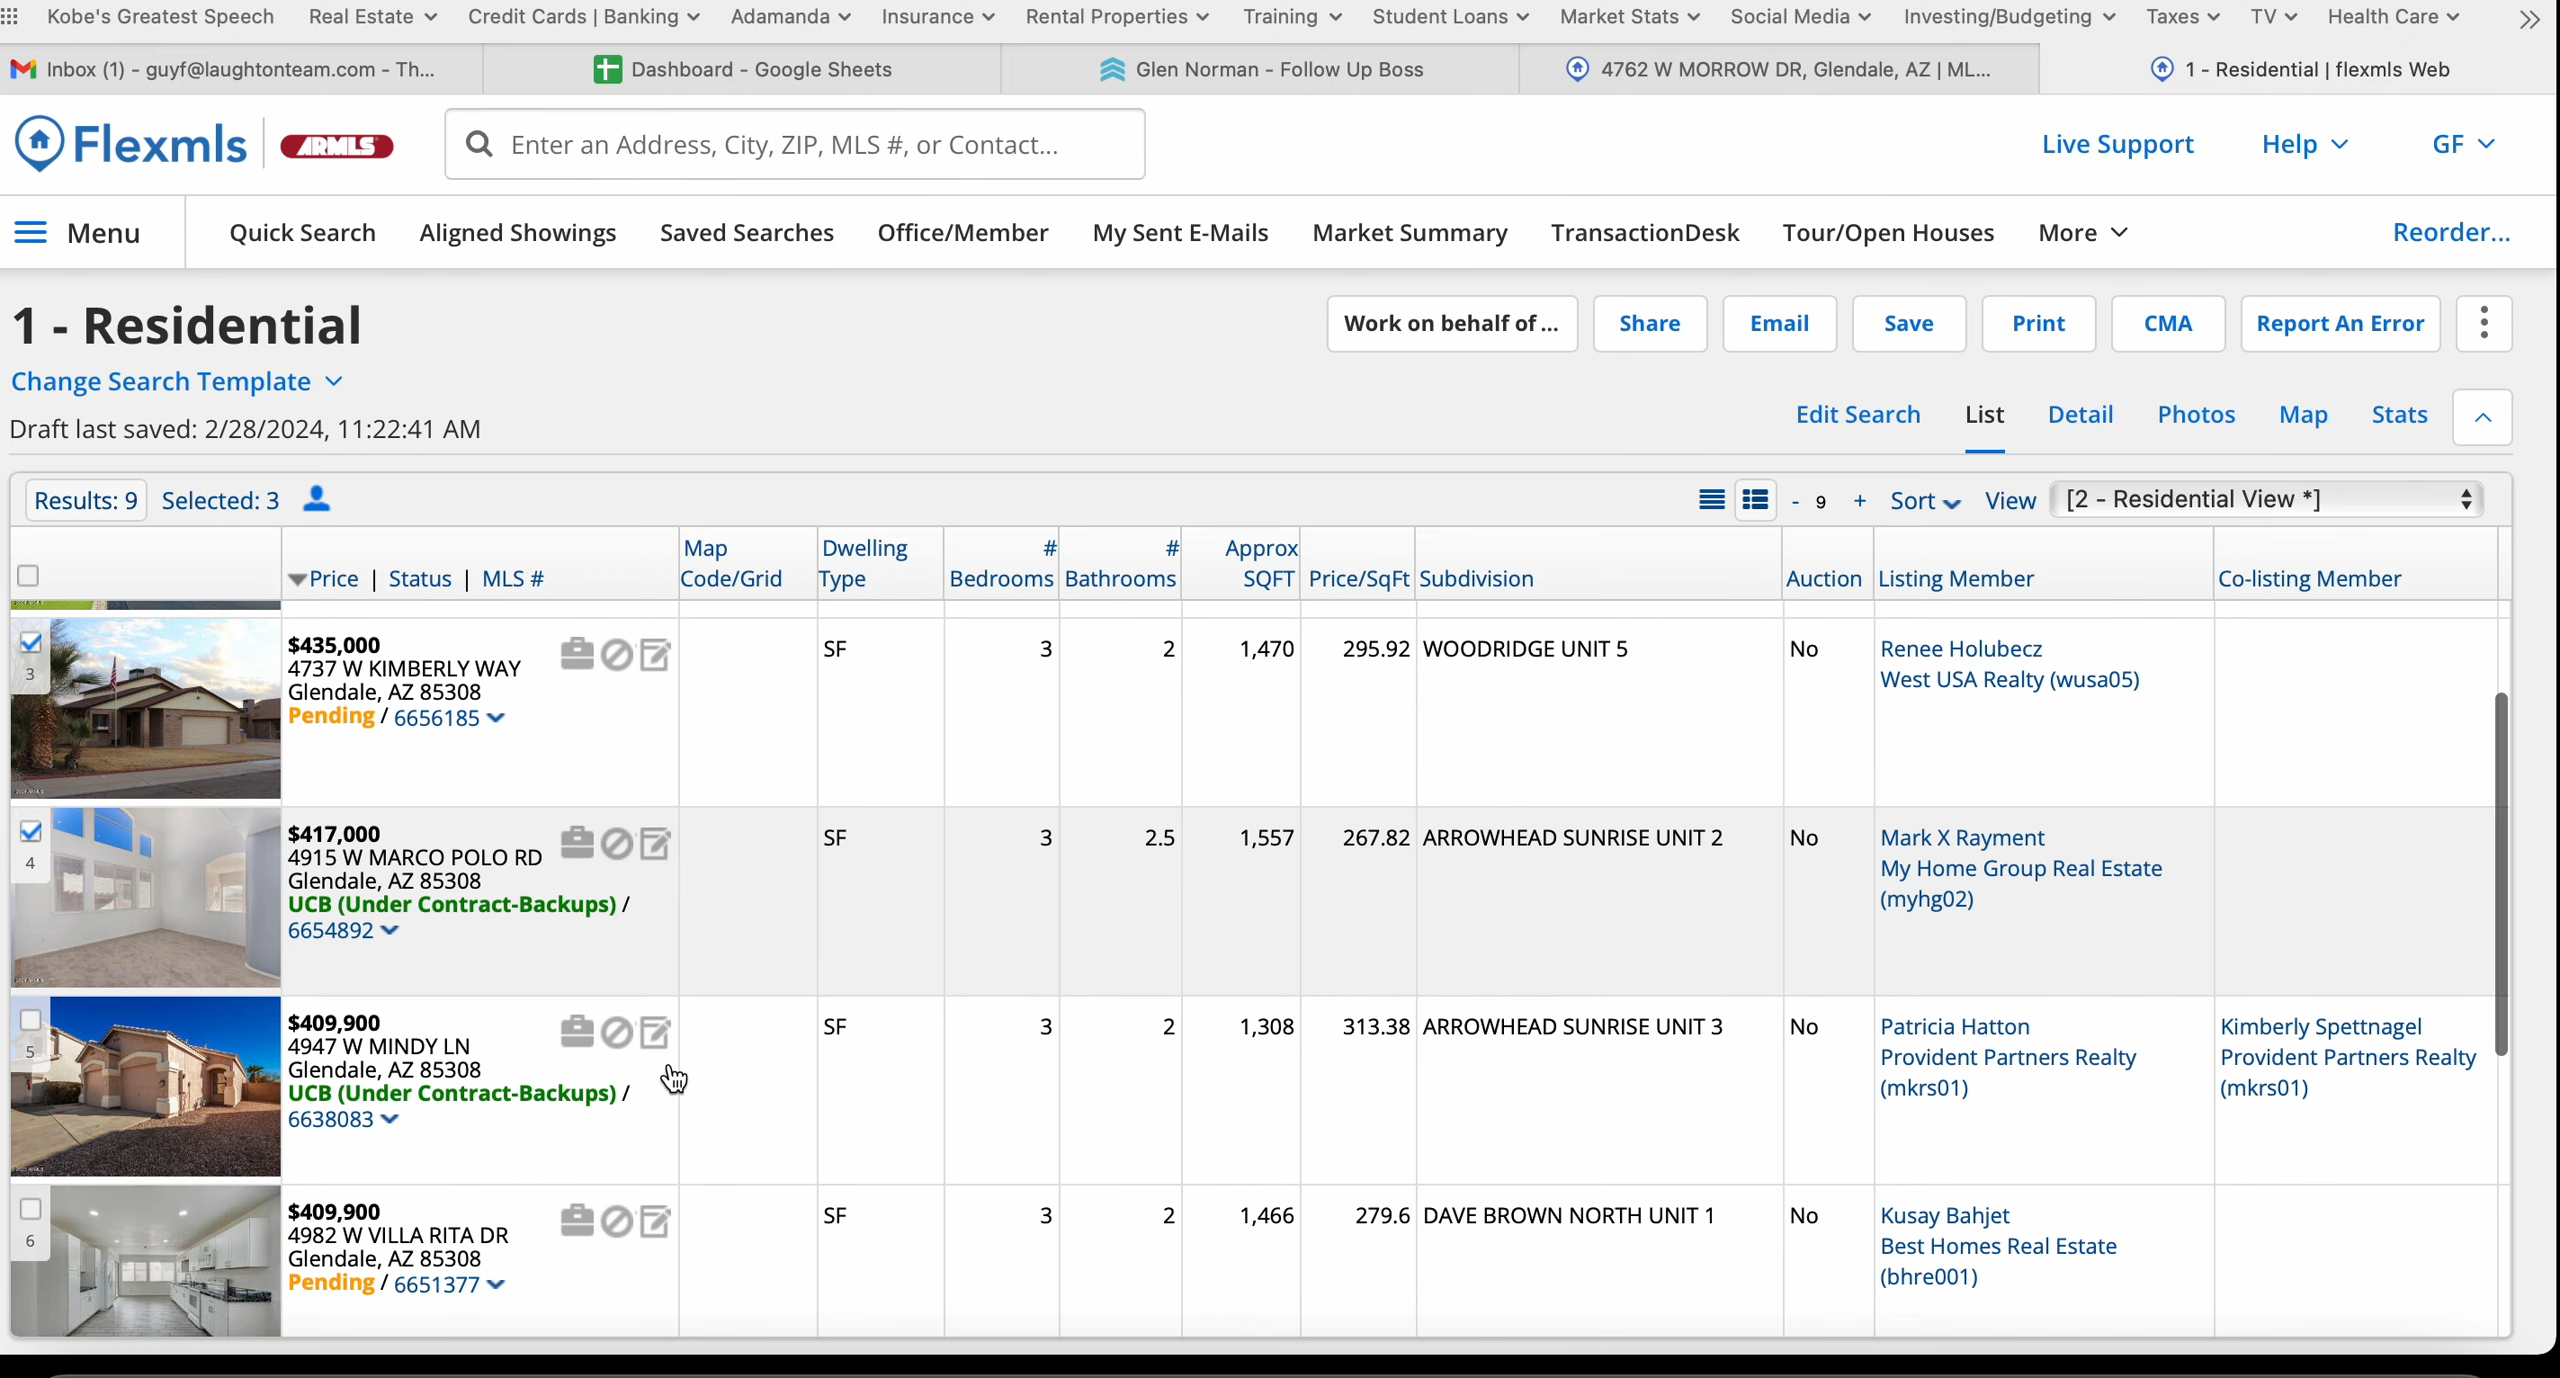 Kobe's Greatest Speech Real Estate Credit Cards | Banking Adamanda Insurance Rental Properties Training Student Loans Market Stats Social Media Investing/Budgeting Taxes TV Health Care
Inbox (1) - guyf@laughtonteam.com - Th... Dashboard - Google Sheets Glen Norman - Follow Up Boss 4762 W MORROW DR, Glendale, AZ | ML... 1 - Residential | flexmls Web
Flexmls ARMLS Enter an Address, City, ZIP, MLS #, or Contact... Live Support Help GF
Menu Quick Search Aligned Showings Saved Searches Office/Member My Sent E-Mails Market Summary TransactionDesk Tour/Open Houses More Reorder...
1 - Residential Work on behalf of ... Share Email Save Print CMA Report An Error
Change Search Template
Draft last saved: 2/28/2024, 11:22:41 AM Edit Search List Detail Photos Map Stats
Results: 9 Selected: 3 - 9 + Sort View [2 - Residential View *]
Map Dwelling # # Approx
Price | Status | MLS # Code/Grid Type Bedrooms Bathrooms SQFT Price/SqFt Subdivision Auction Listing Member Co-listing Member
3 $435,000 SF 3 2 1,470 295.92 WOODRIDGE UNIT 5 No Renee Holubecz
4737 W KIMBERLY WAY West USA Realty (wusa05)
Glendale, AZ 85308
Pending / 6656185
4 $417,000 SF 3 2.5 1,557 267.82 ARROWHEAD SUNRISE UNIT 2 No Mark X Rayment
4915 W MARCO POLO RD My Home Group Real Estate
Glendale, AZ 85308 (myhg02)
UCB (Under Contract-Backups) /
6654892
5 $409,900 SF 3 2 1,308 313.38 ARROWHEAD SUNRISE UNIT 3 No Patricia Hatton Kimberly Spettnagel
4947 W MINDY LN Provident Partners Realty Provident Partners Realty
Glendale, AZ 85308 (mkrs01) (mkrs01)
UCB (Under Contract-Backups) /
6638083
6 $409,900 SF 3 2 1,466 279.6 DAVE BROWN NORTH UNIT 1 No Kusay Bahjet
4982 W VILLA RITA DR Best Homes Real Estate
Glendale, AZ 85308 (bhre001)
Pending / 6651377